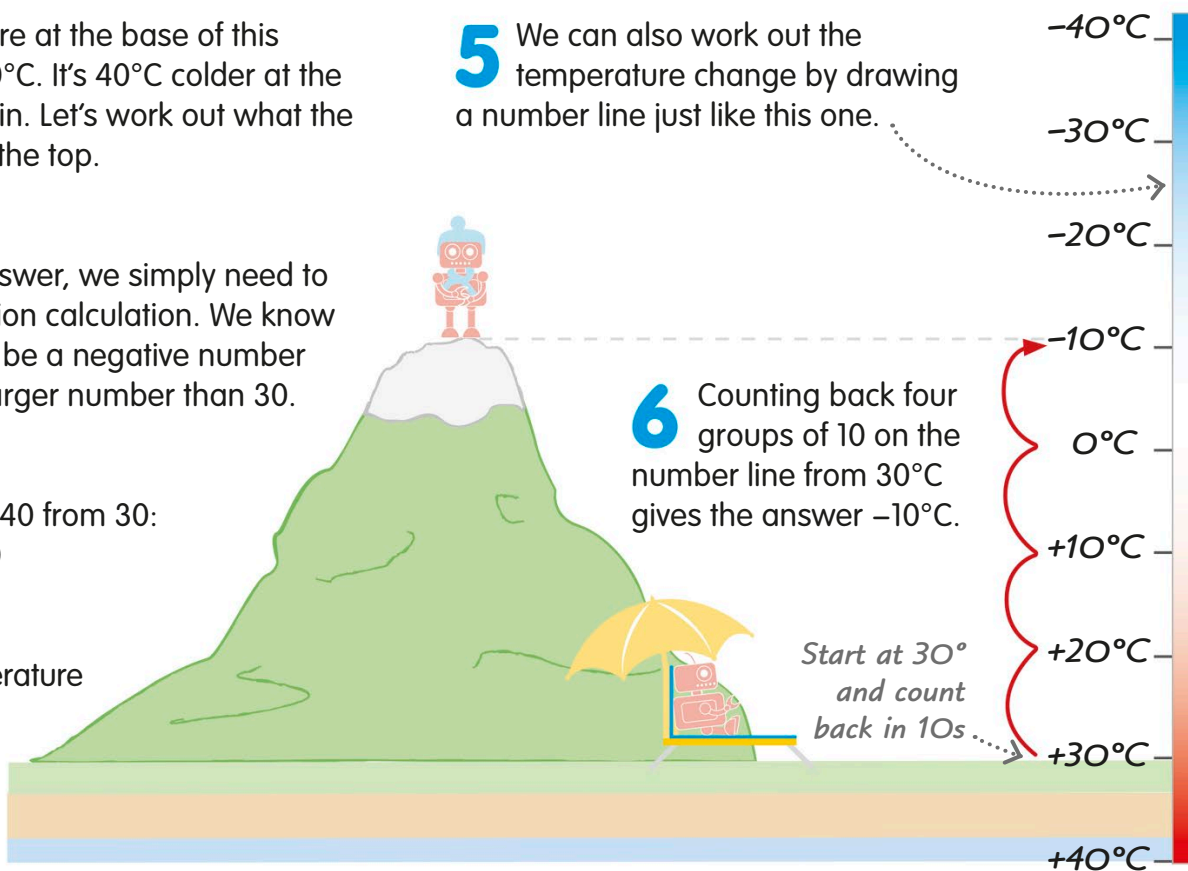 re at the base of this
0°C. It's 40°C colder at the
in. Let's work out what the
the top.
swer, we simply need to
ion calculation. We know
be a negative number
arger number than 30.
40 from 30:
erature
5 We can also work out the
temperature change by drawing
a number line just like this one.
6 Counting back four
groups of 10 on the
number line from 30°C
gives the answer –10°C.
Start at 30°
and count
back in 10s
–40°C
–30°C
–20°C
–10°C
0°C
+10°C
+20°C
+30°C
+40°C